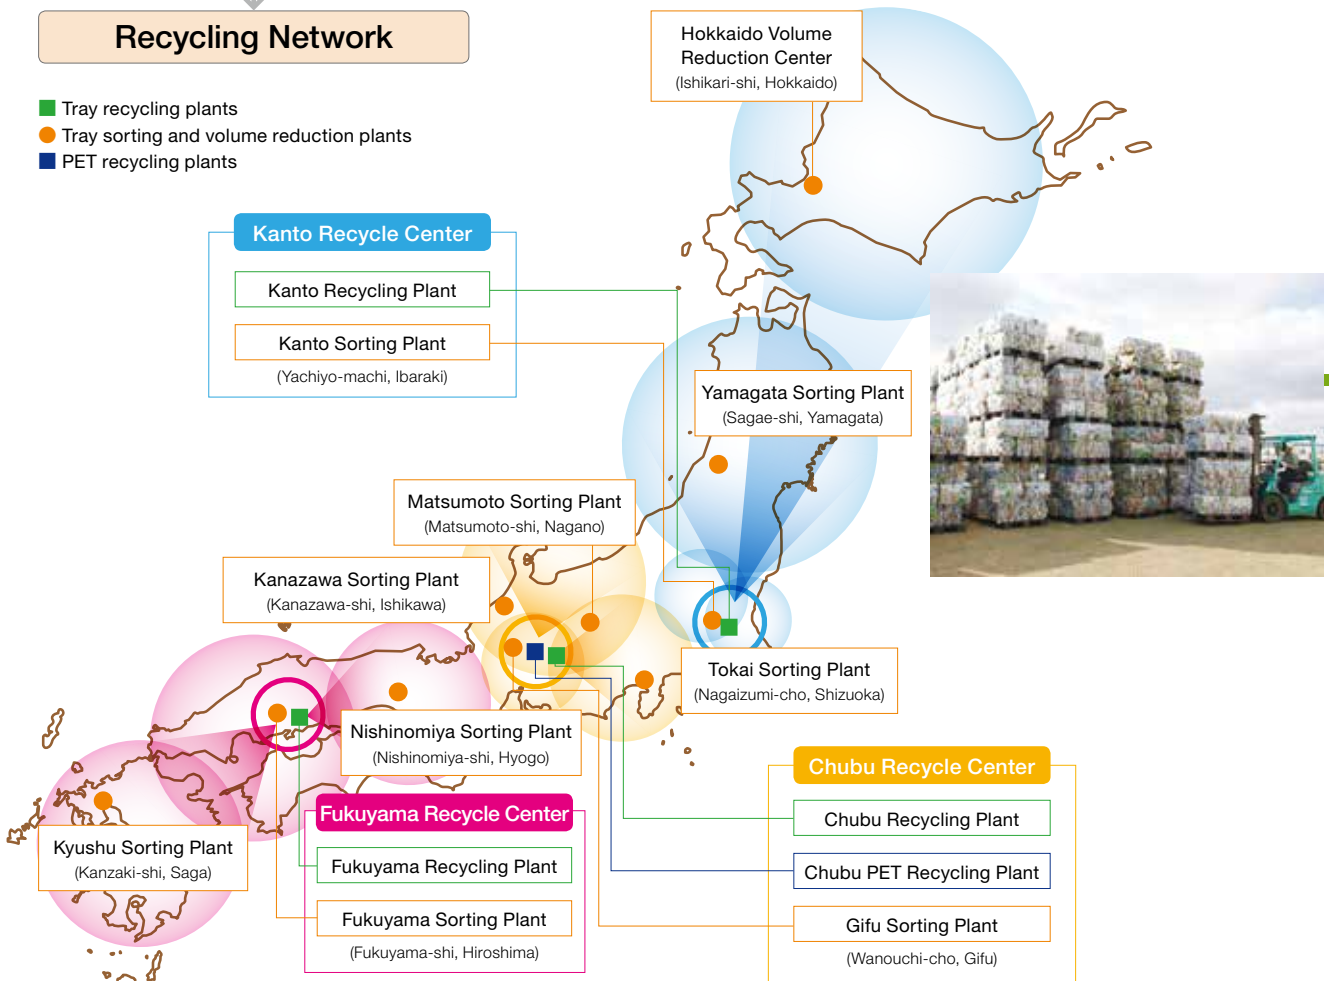 Recycling Network
Tray recycling plants
Tray sorting and volume reduction plants
PET recycling plants
Hokkaido Volume
Reduction Center
(Ishikari-shi, Hokkaido)
Kanto Recycle Center
Kanto Recycling Plant
Kanto Sorting Plant
(Yachiyo-machi, Ibaraki)
Yamagata Sorting Plant
(Sagae-shi, Yamagata)
Matsumoto Sorting Plant
(Matsumoto-shi, Nagano)
Kanazawa Sorting Plant
(Kanazawa-shi, Ishikawa)
Tokai Sorting Plant
(Nagaizumi-cho, Shizuoka)
Nishinomiya Sorting Plant
(Nishinomiya-shi, Hyogo)
Kyushu Sorting Plant
(Kanzaki-shi, Saga)
Fukuyama Recycle Center
Fukuyama Recycling Plant
Fukuyama Sorting Plant
(Fukuyama-shi, Hiroshima)
Chubu Recycle Center
Chubu Recycling Plant
Chubu PET Recycling Plant
Gifu Sorting Plant
(Wanouchi-cho, Gifu)